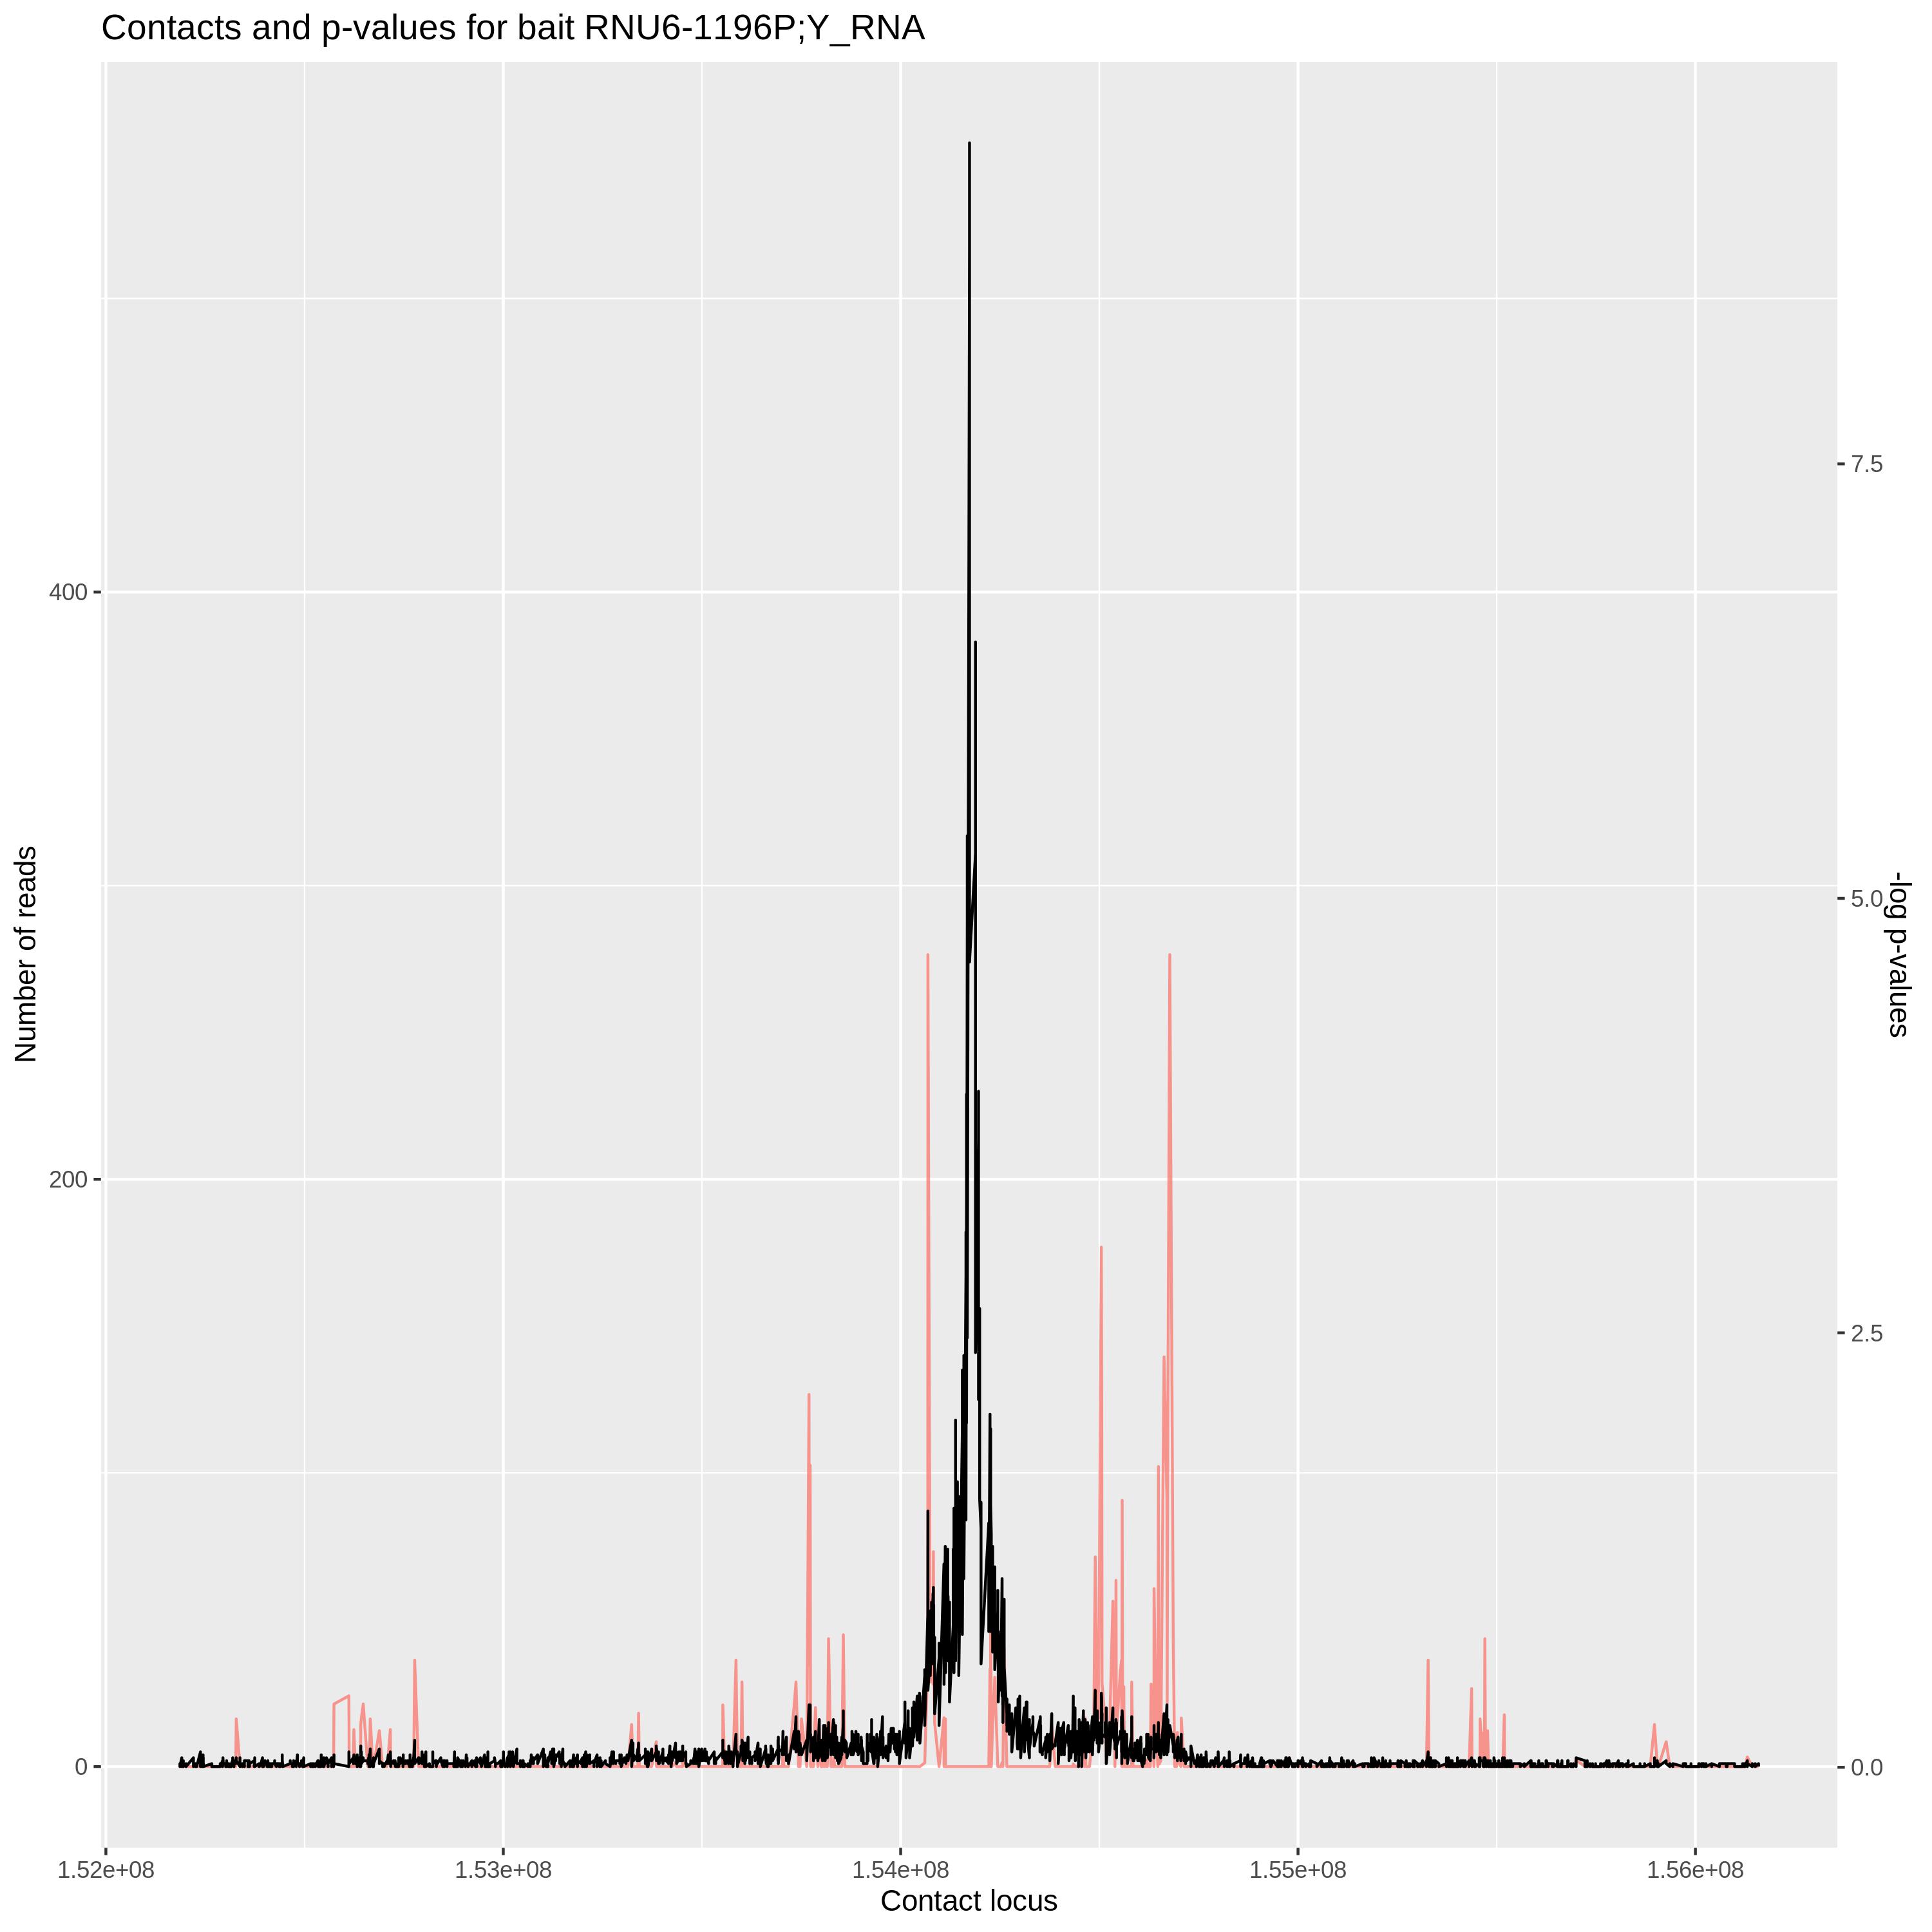 Contacts and p-values for bait RNU6-1196P;Y_RNA
Number of reads
400
200
0
7.5
5.0
2.5
0.0
-log p-values
1.52e+08
1.53e+08
1.54e+08
1.55e+08
1.56e+08
Contact locus